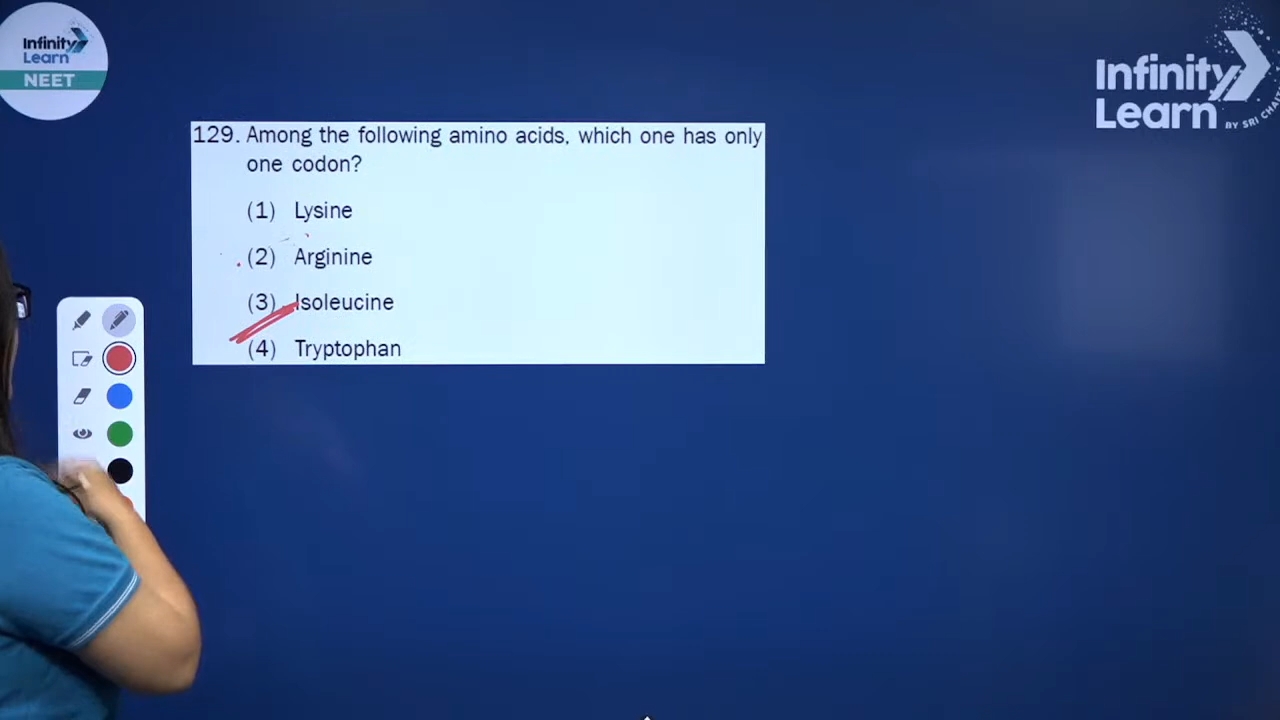 Infinity
Learn
NEET
Infinity
Learn
BY SRI
129. Among the following amino acids, which one has only
one codon?
(1) Lysine
(2) Arginine
(3) Isoleucine
(4) Tryptophan